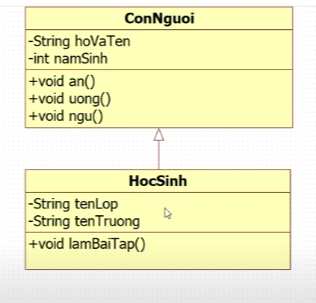 ConNguoi
-String hoVaTen
-int namSinh
+void an()
+void uong()
+void ngu()
HocSinh
-String tenLop
-String tenTruong
+void lamBaiTap()